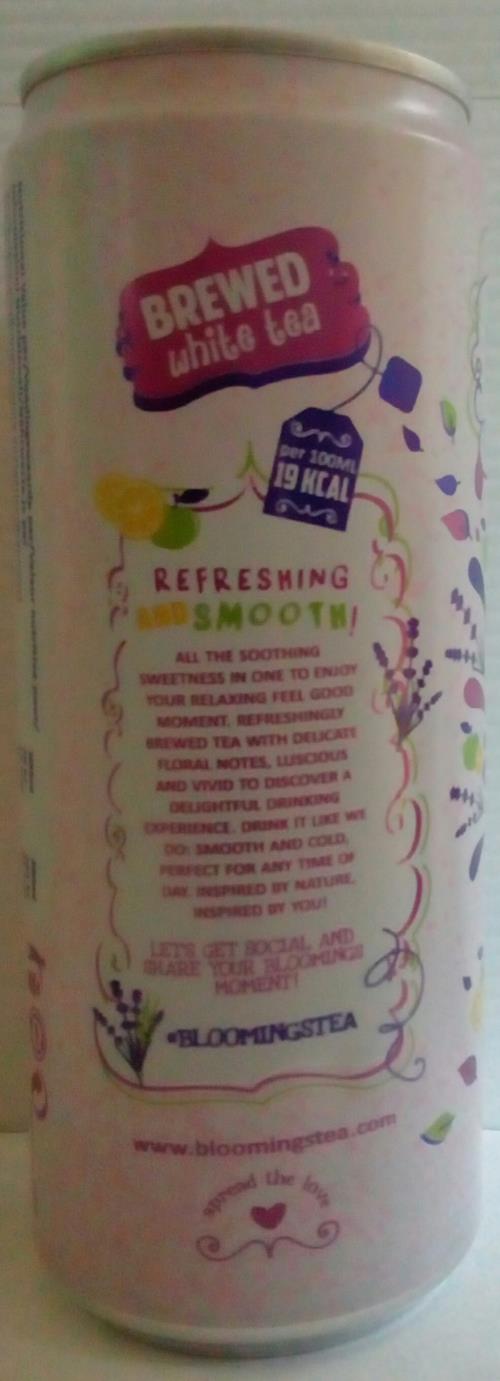 BREWED
white tea
per 100ML
19 KCAL
REFRESHING
AND SMOOTH!
ALL THE SOOTHING
SWEETNESS IN ONE TO ENJOY
YOUR RELAXING FEEL GOOD
MOMENT. REFRESHINGLY
BREWED TEA WITH DELICATE
FLORAL NOTES, LUSCIOUS
AND VIVID TO DISCOVER A
DELIGHTFUL DRINKING
EXPERIENCE. DRINK IT LIKE WE
DO: SMOOTH AND COLD,
PERFECT FOR ANY TIME OF
DAY. INSPIRED BY NATURE,
INSPIRED BY YOU!
LET'S GET SOCIAL AND
SHARE YOUR BLOOMINGS
MOMENT!
#BLOOMINGSTEA
www.bloomingstea.com
spread the love